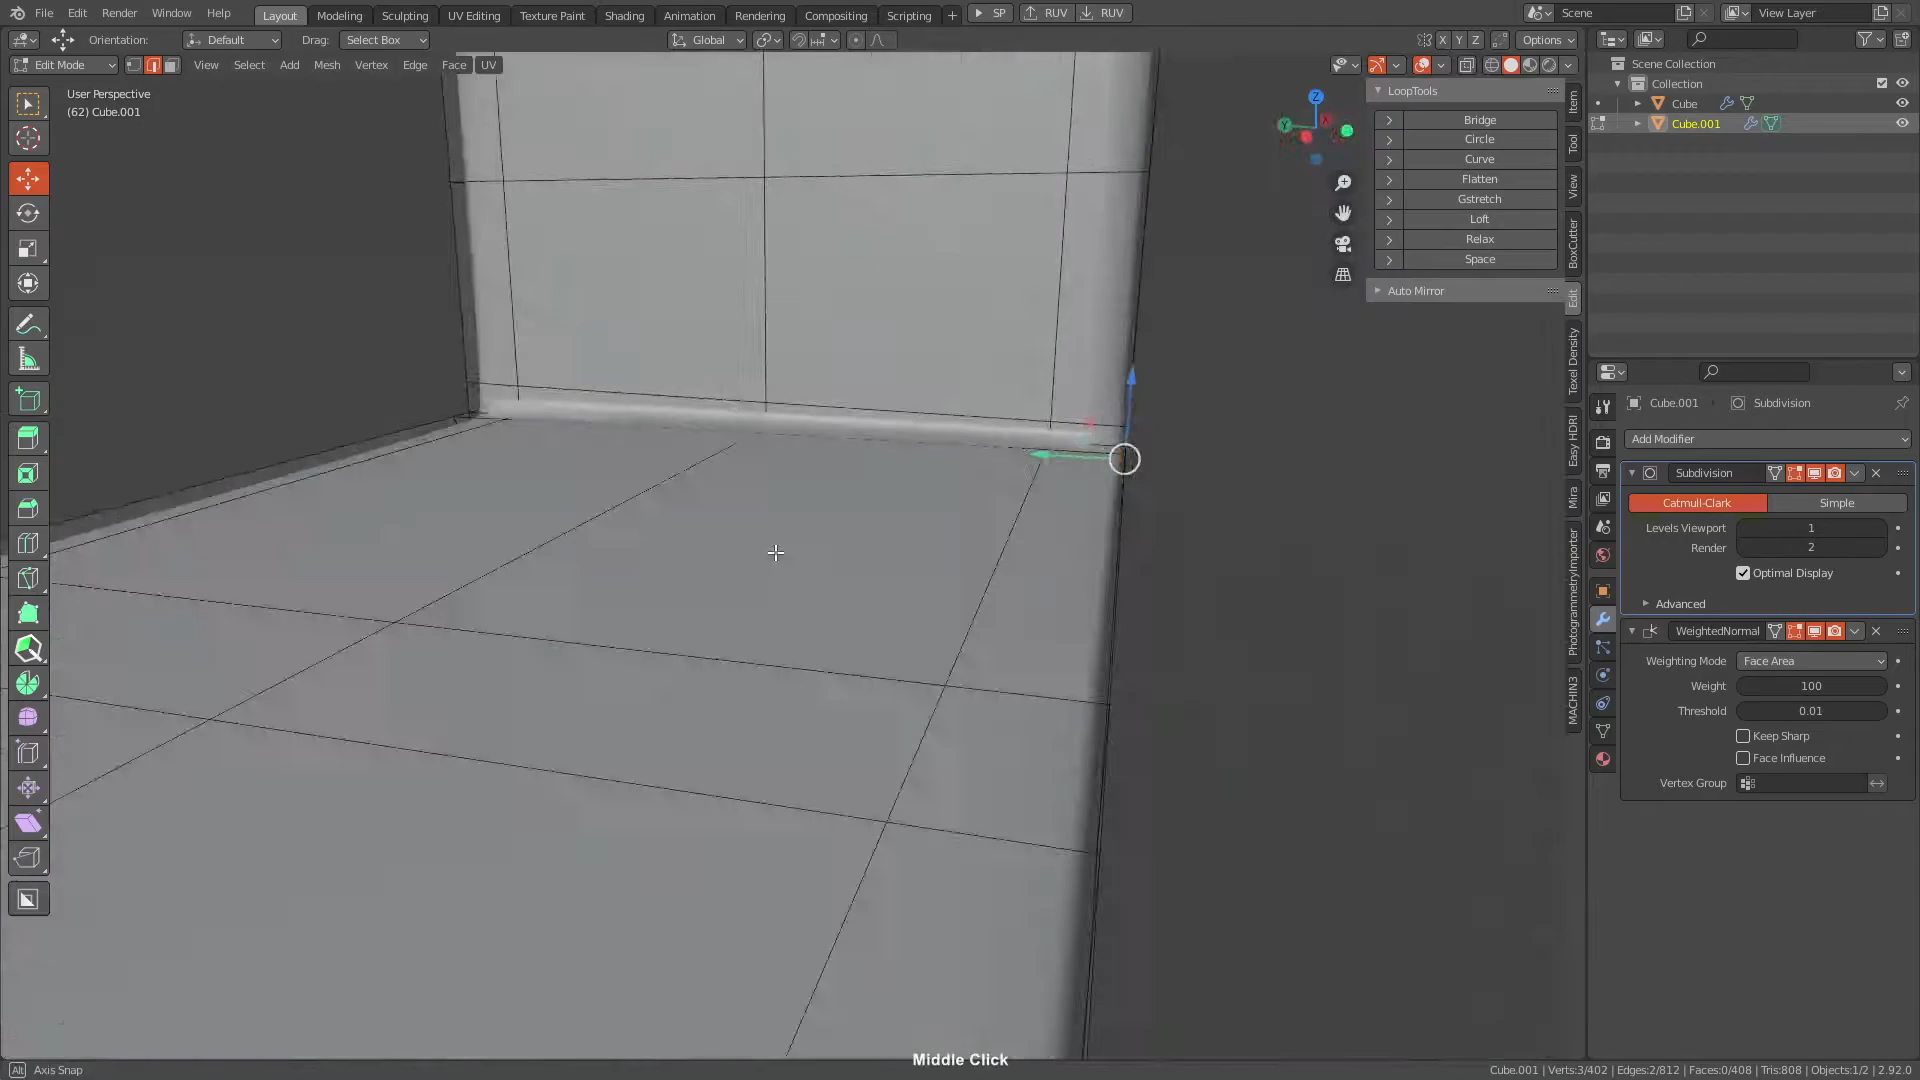 File Edit Render Window Help Layout Modeling Sculpting UV Editing Texture Paint Shading Animation Rendering Compositing Scripting + SP RUV RUV Scene View Layer
Orientation: Default Drag: Select Box Global X Y Z Options
Edit Mode View Select Add Mesh Vertex Edge Face UV
User Perspective
(62) Cube.001
Z
Y
X
LoopTools
Bridge
Circle
Curve
Flatten
Gstretch
Loft
Relax
Space
Auto Mirror
Item
Tool
View
BoxCutter
Edit
Texel Density
Easy HDRI
Mira
PhotogrammetryImporter
MACHIN3
Scene Collection
Collection
Cube
Cube.001
Cube.001 Subdivision
Add Modifier
Subdivision
Catmull-Clark Simple
Levels Viewport 1
Render 2
Optimal Display
Advanced
WeightedNormal
Weighting Mode Face Area
Weight 100
Threshold 0.01
Keep Sharp
Face Influence
Vertex Group
Middle Click
Alt Axis Snap
Cube.001 | Verts:3/402 | Edges:2/812 | Faces:0/408 | Tris:808 | Objects:1/2 | 2.92.0